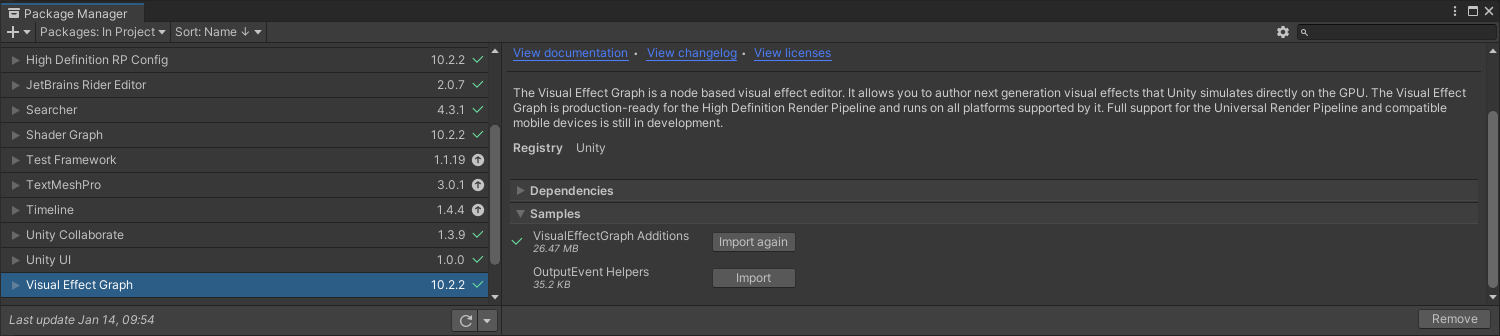 Package Manager
Packages: In Project
Sort: Name ↓
High Definition RP Config 10.2.2
JetBrains Rider Editor 2.0.7
Searcher 4.3.1
Shader Graph 10.2.2
Test Framework 1.1.19
TextMeshPro 3.0.1
Timeline 1.4.4
Unity Collaborate 1.3.9
Unity UI 1.0.0
Visual Effect Graph 10.2.2
Last update Jan 14, 09:54
View documentation • View changelog • View licenses
The Visual Effect Graph is a node based visual effect editor. It allows you to author next generation visual effects that Unity simulates directly on the GPU. The Visual Effect
Graph is production-ready for the High Definition Render Pipeline and runs on all platforms supported by it. Full support for the Universal Render Pipeline and compatible
mobile devices is still in development.
Registry Unity
Dependencies
Samples
VisualEffectGraph Additions
26.47 MB
Import again
OutputEvent Helpers
35.2 KB
Import
Remove